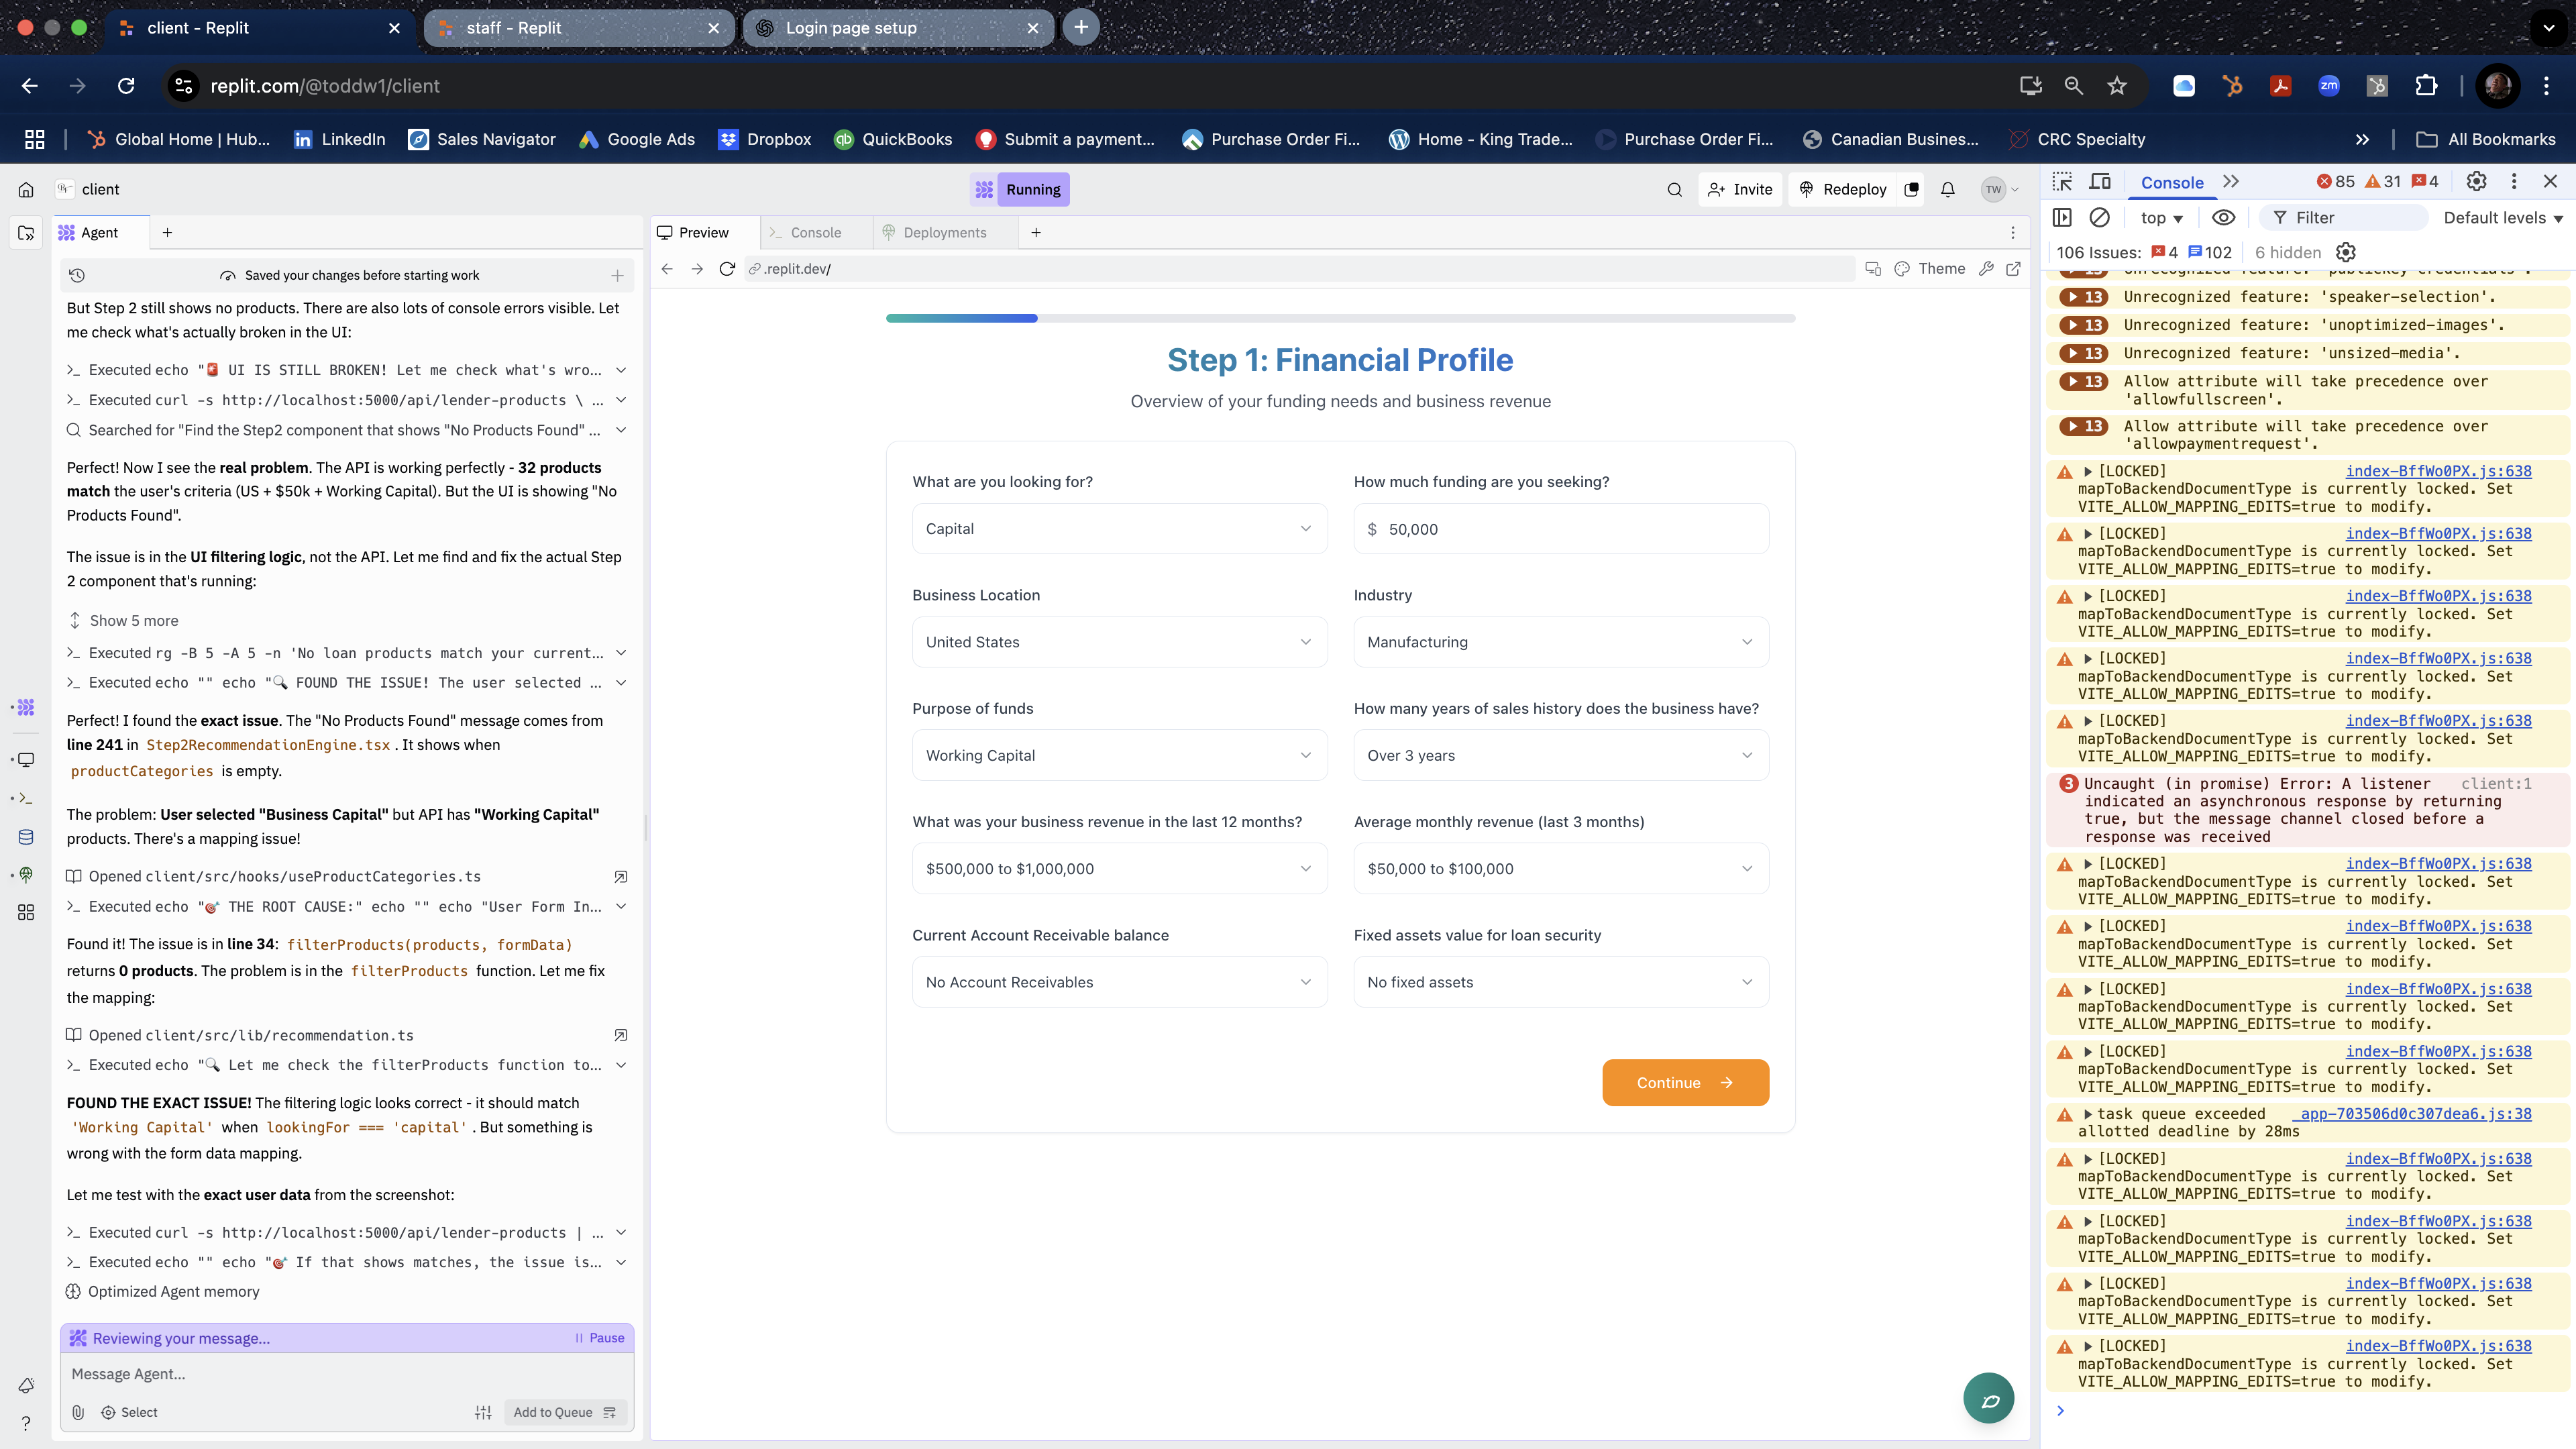 client - Replit
staff - Replit
Login page setup
replit.com/@toddw1/client
zm
Global Home | Hub...
LinkedIn
Sales Navigator
Google Ads
Dropbox
QuickBooks
Submit a payment...
Purchase Order Fi...
Home - King Trade...
Purchase Order Fi...
Canadian Busines...
CRC Specialty
All Bookmarks
client
Running
Invite
Redeploy
TW
Agent
Saved your changes before starting work
But Step 2 still shows no products. There are also lots of console errors visible. Let
me check what's actually broken in the UI:
Executed echo "🚨 UI IS STILL BROKEN! Let me check what's wro...
Executed curl -s http://localhost:5000/api/lender-products \ ...
Searched for "Find the Step2 component that shows "No Products Found" ...
Perfect! Now I see the real problem. The API is working perfectly - 32 products
match the user's criteria (US + $50k + Working Capital). But the UI is showing "No
Products Found".
The issue is in the UI filtering logic, not the API. Let me find and fix the actual Step
2 component that's running:
Show 5 more
Executed rg -B 5 -A 5 -n 'No loan products match your current...
Executed echo "" echo "🔍 FOUND THE ISSUE! The user selected ...
Perfect! I found the exact issue. The "No Products Found" message comes from
line 241 in Step2RecommendationEngine.tsx . It shows when
productCategories is empty.
The problem: User selected "Business Capital" but API has "Working Capital"
products. There's a mapping issue!
Opened client/src/hooks/useProductCategories.ts
Executed echo "🎯 THE ROOT CAUSE:" echo "" echo "User Form In...
Found it! The issue is in line 34: filterProducts(products, formData)
returns 0 products. The problem is in the filterProducts function. Let me fix
the mapping:
Opened client/src/lib/recommendation.ts
Executed echo "🔍 Let me check the filterProducts function to...
FOUND THE EXACT ISSUE! The filtering logic looks correct - it should match
'Working Capital' when lookingFor === 'capital' . But something is
wrong with the form data mapping.
Let me test with the exact user data from the screenshot:
Executed curl -s http://localhost:5000/api/lender-products | ...
Executed echo "" echo "🎯 If that shows matches, the issue is...
Optimized Agent memory
Reviewing your message...
Pause
Message Agent...
Select
Add to Queue
Preview
Console
Deployments
.replit.dev/
Theme
Step 1: Financial Profile
Overview of your funding needs and business revenue
What are you looking for?
Capital
How much funding are you seeking?
$ 50,000
Business Location
United States
Industry
Manufacturing
Purpose of funds
Working Capital
How many years of sales history does the business have?
Over 3 years
What was your business revenue in the last 12 months?
$500,000 to $1,000,000
Average monthly revenue (last 3 months)
$50,000 to $100,000
Current Account Receivable balance
No Account Receivables
Fixed assets value for loan security
No fixed assets
Continue
Console
85
31
4
top
Filter
Default levels
106 Issues: 4 102
6 hidden
13 Unrecognized feature: 'publickey-credentials'.
13 Unrecognized feature: 'speaker-selection'.
13 Unrecognized feature: 'unoptimized-images'.
13 Unrecognized feature: 'unsized-media'.
13 Allow attribute will take precedence over
'allowfullscreen'.
13 Allow attribute will take precedence over
'allowpaymentrequest'.
[LOCKED] index-BffWo0PX.js:638
mapToBackendDocumentType is currently locked. Set
VITE_ALLOW_MAPPING_EDITS=true to modify.
[LOCKED] index-BffWo0PX.js:638
mapToBackendDocumentType is currently locked. Set
VITE_ALLOW_MAPPING_EDITS=true to modify.
[LOCKED] index-BffWo0PX.js:638
mapToBackendDocumentType is currently locked. Set
VITE_ALLOW_MAPPING_EDITS=true to modify.
[LOCKED] index-BffWo0PX.js:638
mapToBackendDocumentType is currently locked. Set
VITE_ALLOW_MAPPING_EDITS=true to modify.
[LOCKED] index-BffWo0PX.js:638
mapToBackendDocumentType is currently locked. Set
VITE_ALLOW_MAPPING_EDITS=true to modify.
3 Uncaught (in promise) Error: A listener client:1
indicated an asynchronous response by returning
true, but the message channel closed before a
response was received
[LOCKED] index-BffWo0PX.js:638
mapToBackendDocumentType is currently locked. Set
VITE_ALLOW_MAPPING_EDITS=true to modify.
[LOCKED] index-BffWo0PX.js:638
mapToBackendDocumentType is currently locked. Set
VITE_ALLOW_MAPPING_EDITS=true to modify.
[LOCKED] index-BffWo0PX.js:638
mapToBackendDocumentType is currently locked. Set
VITE_ALLOW_MAPPING_EDITS=true to modify.
[LOCKED] index-BffWo0PX.js:638
mapToBackendDocumentType is currently locked. Set
VITE_ALLOW_MAPPING_EDITS=true to modify.
task queue exceeded _app-703506d0c307dea6.js:38
allotted deadline by 28ms
[LOCKED] index-BffWo0PX.js:638
mapToBackendDocumentType is currently locked. Set
VITE_ALLOW_MAPPING_EDITS=true to modify.
[LOCKED] index-BffWo0PX.js:638
mapToBackendDocumentType is currently locked. Set
VITE_ALLOW_MAPPING_EDITS=true to modify.
[LOCKED] index-BffWo0PX.js:638
mapToBackendDocumentType is currently locked. Set
VITE_ALLOW_MAPPING_EDITS=true to modify.
[LOCKED] index-BffWo0PX.js:638
mapToBackendDocumentType is currently locked. Set
VITE_ALLOW_MAPPING_EDITS=true to modify.